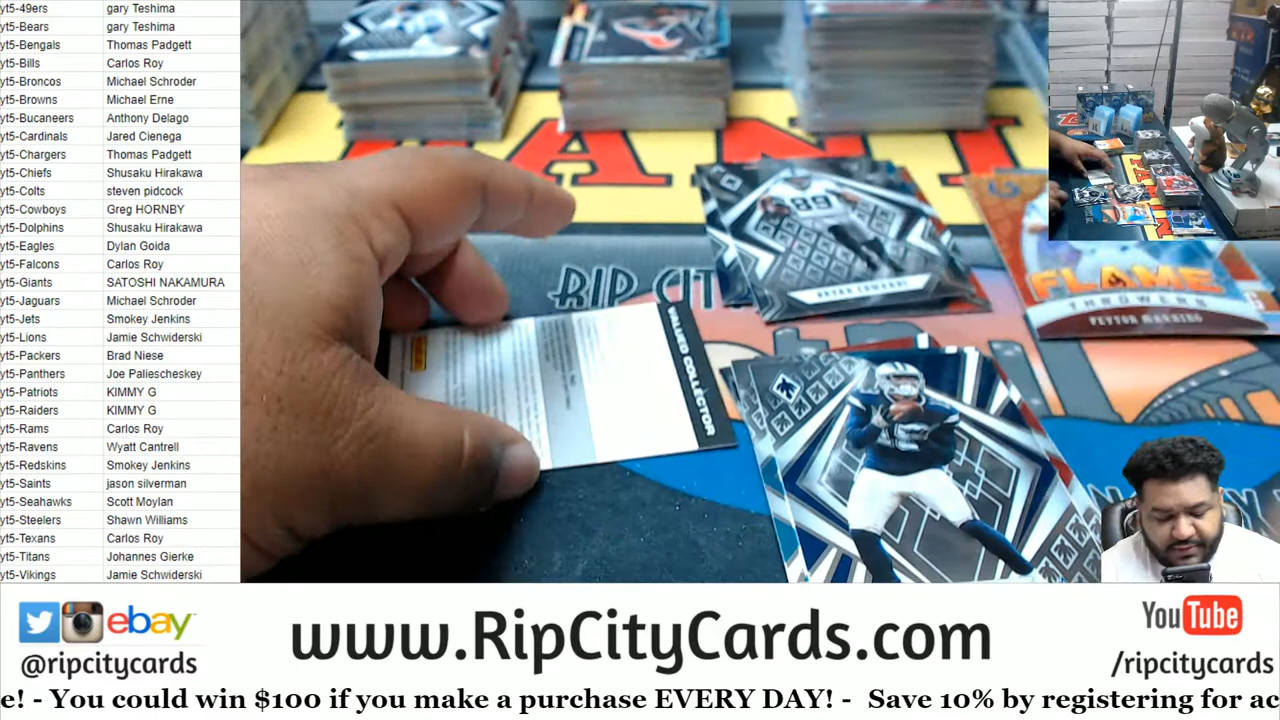 yt5-49ers gary Teshima
yt5-Bears gary Teshima
yt5-Bengals Thomas Padgett
yt5-Bills Carlos Roy
yt5-Broncos Michael Schroder
yt5-Browns Michael Erne
yt5-Bucaneers Anthony Delago
yt5-Cardinals Jared Cienega
yt5-Chargers Thomas Padgett
yt5-Chiefs Shusaku Hirakawa
yt5-Colts steven pidcock
yt5-Cowboys Greg HORNBY
yt5-Dolphins Shusaku Hirakawa
yt5-Eagles Dylan Goida
yt5-Falcons Carlos Roy
yt5-Giants SATOSHI NAKAMURA
yt5-Jaguars Michael Schroder
yt5-Jets Smokey Jenkins
yt5-Lions Jamie Schwiderski
yt5-Packers Brad Niese
yt5-Panthers Joe Paliescheskey
yt5-Patriots KIMMY G
yt5-Raiders KIMMY G
yt5-Rams Carlos Roy
yt5-Ravens Wyatt Cantrell
yt5-Redskins Smokey Jenkins
yt5-Saints jason silverman
yt5-Seahawks Scott Moylan
yt5-Steelers Shawn Williams
yt5-Texans Carlos Roy
yt5-Titans Johannes Gierke
yt5-Vikings Jamie Schwiderski
PANINI
RIP CIT
89
BRYAN EDWARDS
FLAME
THROWERS
PEYTON MANNING
VALUED COLLECTOR
ebay
@ripcitycards
www.RipCityCards.com
YouTube
/ripcitycards
e! - You could win $100 if you make a purchase EVERY DAY! - Save 10% by registering for ac